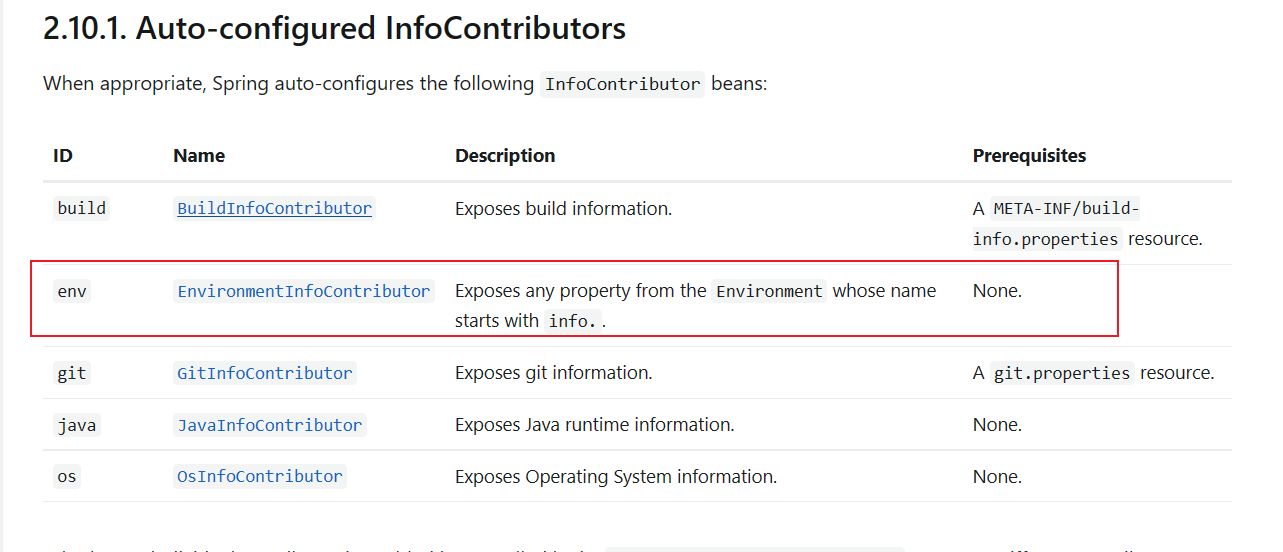 2.10.1. Auto-configured InfoContributors
When appropriate, Spring auto-configures the following InfoContributor beans:
ID Name Description Prerequisites
build BuildInfoContributor Exposes build information. A META-INF/build-
info.properties resource.
env EnvironmentInfoContributor Exposes any property from the Environment whose name None.
starts with info. .
git GitInfoContributor Exposes git information. A git.properties resource.
java JavaInfoContributor Exposes Java runtime information. None.
os OsInfoContributor Exposes Operating System information. None.